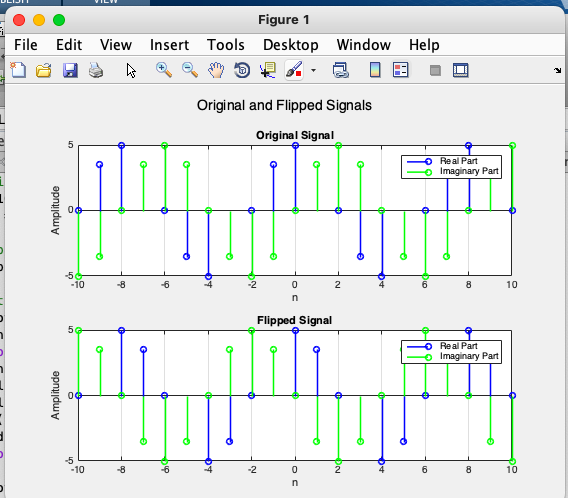 VIEW
Figure 1
File Edit View Insert Tools Desktop Window Help
Original and Flipped Signals
Original Signal
Real Part
Imaginary Part
Amplitude
5
0
-5
-10 -8 -6 -4 -2 0 2 4 6 8 10
n
Flipped Signal
Real Part
Imaginary Part
Amplitude
5
0
-5
-10 -8 -6 -4 -2 0 2 4 6 8 10
n